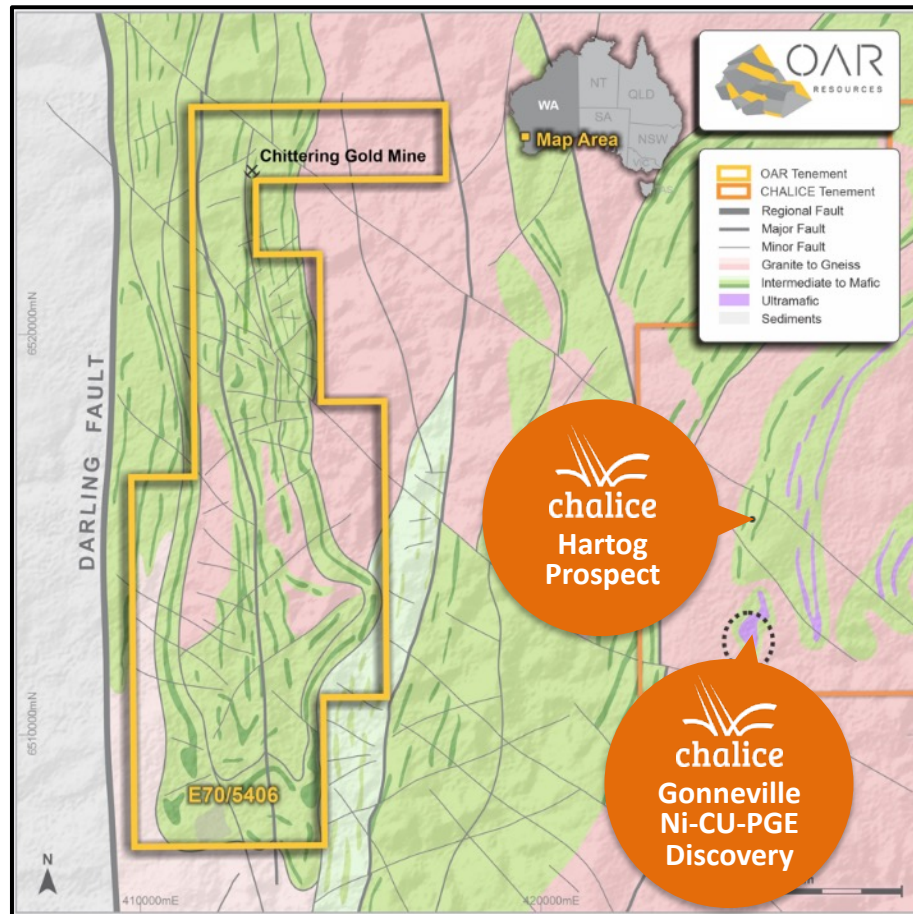 OAR
RESOURCES
WA
NT
QLD
SA
NSW
Map Area
Chittering Gold Mine
OAR Tenement
CHALICE Tenement
Regional Fault
Major Fault
Minor Fault
Granite to Gneiss
Intermediate to Mafic
Ultramafic
Sediments
6520000mN
DARLING FAULT
chalice
Hartog
Prospect
6510000mN
chalice
Gonneville
Ni-CU-PGE
Discovery
E70/5406
N
410000mE
420000mE